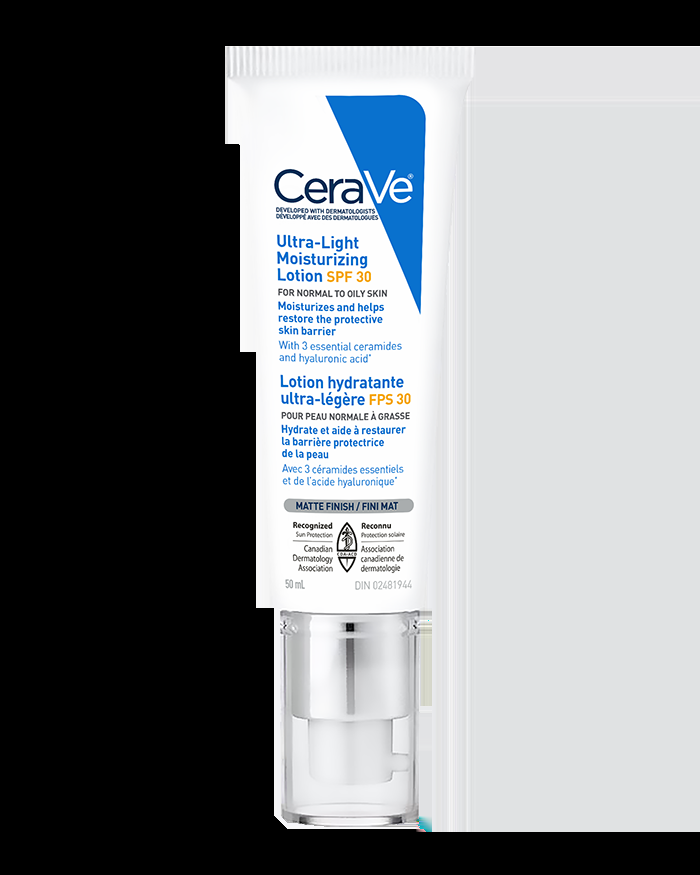 CeraVe®
DEVELOPED WITH DERMATOLOGISTS
DÉVELOPPÉ AVEC DES DERMATOLOGUES
Ultra-Light
Moisturizing
Lotion SPF 30
FOR NORMAL TO OILY SKIN
Moisturizes and helps
restore the protective
skin barrier
With 3 essential ceramides
and hyaluronic acid*
Lotion hydratante
ultra-légère FPS 30
POUR PEAU NORMALE À GRASSE
Hydrate et aide à restaurer
la barrière protectrice
de la peau
Avec 3 céramides essentiels
et de l'acide hyaluronique*
MATTE FINISH / FINI MAT
Recognized
Sun Protection
Canadian
Dermatology
Association
CDA·ACD
Reconnu
Protection solaire
Association
canadienne de
dermatologie
50 mL
DIN 02481944